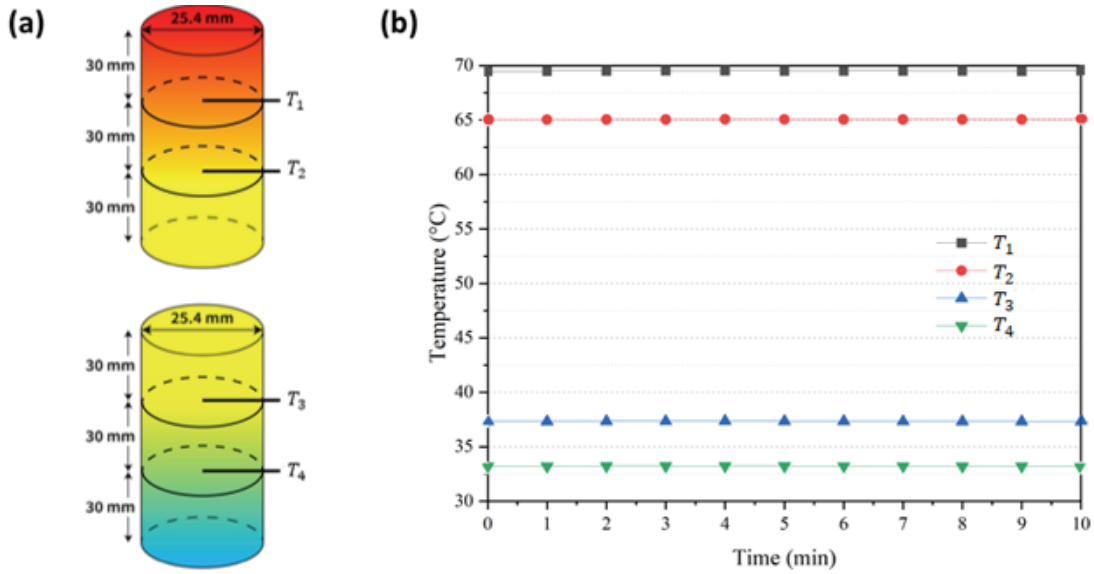 (a)
25.4 mm
30 mm
T₁
30 mm
T₂
30 mm
25.4 mm
30 mm
T₃
30 mm
T₄
30 mm
(b)
Temperature (°C)
70
65
60
55
50
45
40
35
30
T₁
T₂
T₃
T₄
0 1 2 3 4 5 6 7 8 9 10
Time (min)